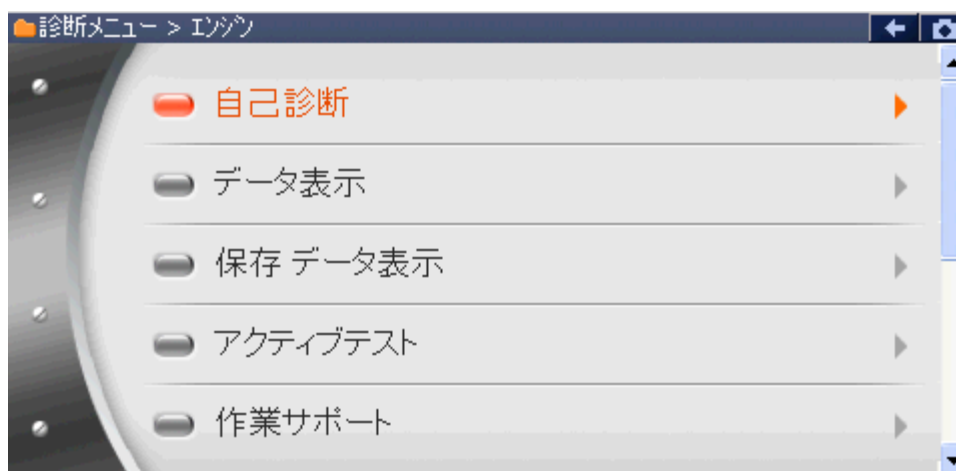 診断メニュー > エンジン
自己診断
データ表示
保存 データ表示
アクティブテスト
作業サポート